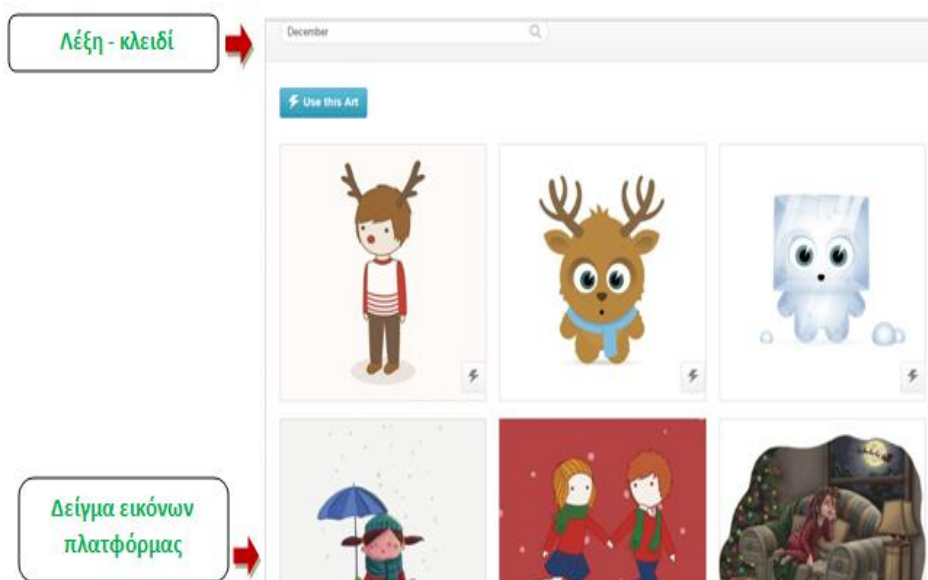 Λέξη - κλειδί
December
Use this Art
Δείγμα εικόνων
πλατφόρμας